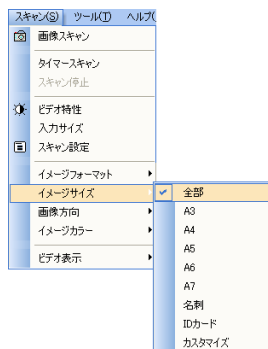 スキャン(S) ツール(T) ヘルプ(
画像スキャン
タイマースキャン
スキャン停止
ビデオ特性
入力サイズ
スキャン設定
イメージフォーマット
イメージサイズ
画像方向
イメージカラー
ビデオ表示
全部
A3
A4
A5
A6
A7
名刺
IDカード
カスタマイズ